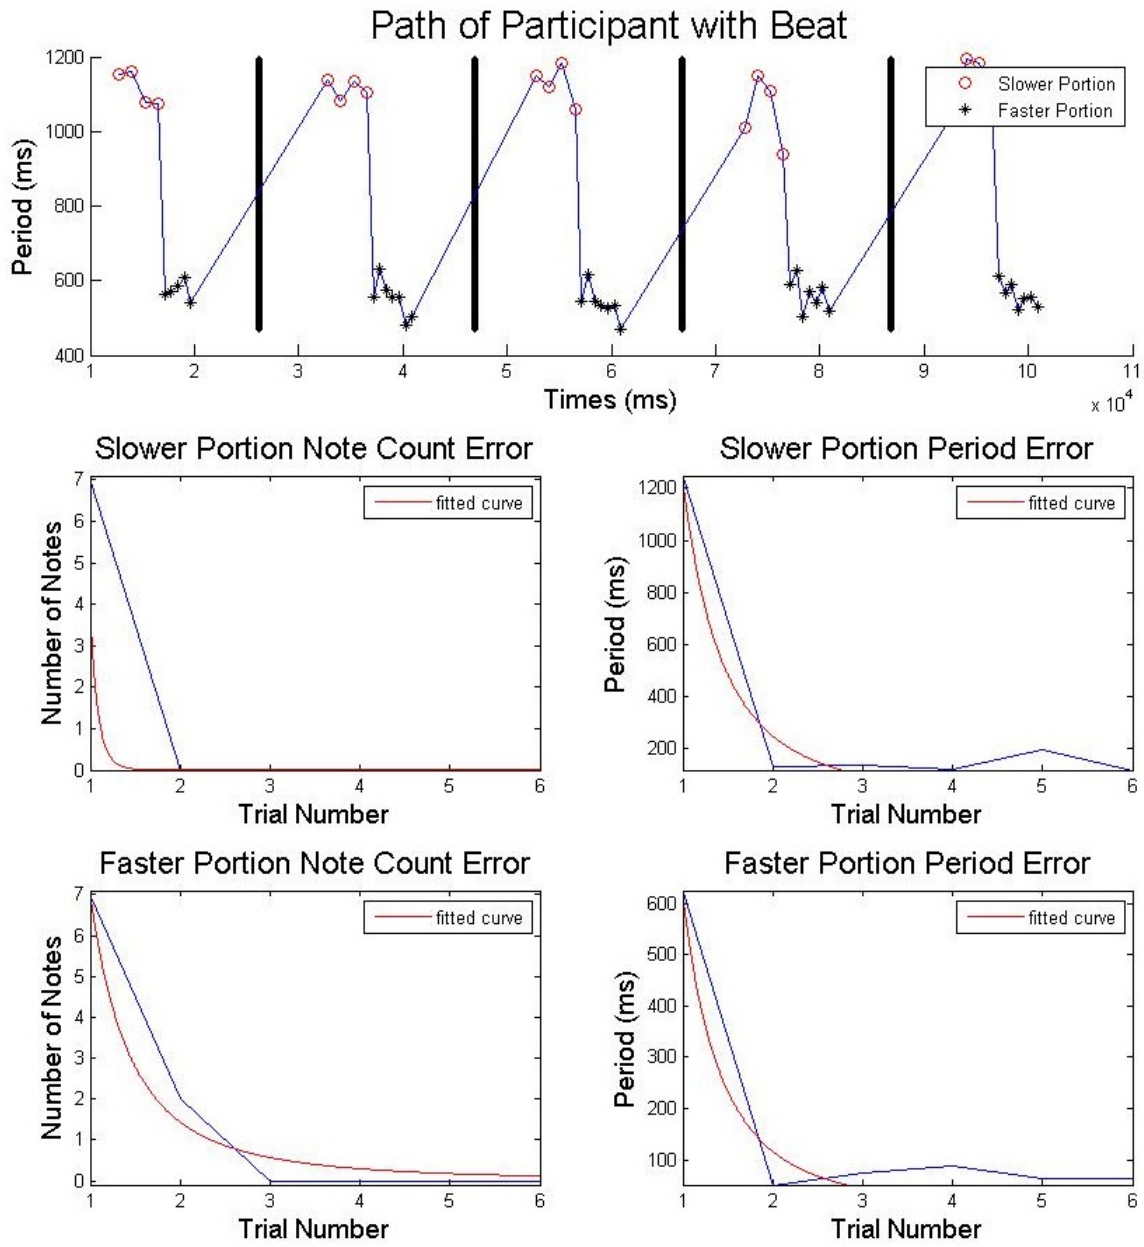 Path of Participant with Beat
1200
1000
800
600
400
Period (ms)
Slower Portion
Faster Portion
1 2 3 4 5 6 7 8 9 10 11
Times (ms)
x 10⁴
Slower Portion Note Count Error
7
6
5
4
3
2
1
0
Number of Notes
fitted curve
1 2 3 4 5 6
Trial Number
Slower Portion Period Error
1200
1000
800
600
400
200
Period (ms)
fitted curve
1 2 3 4 5 6
Trial Number
Faster Portion Note Count Error
7
6
5
4
3
2
1
0
Number of Notes
fitted curve
1 2 3 4 5 6
Trial Number
Faster Portion Period Error
600
500
400
300
200
100
Period (ms)
fitted curve
1 2 3 4 5 6
Trial Number